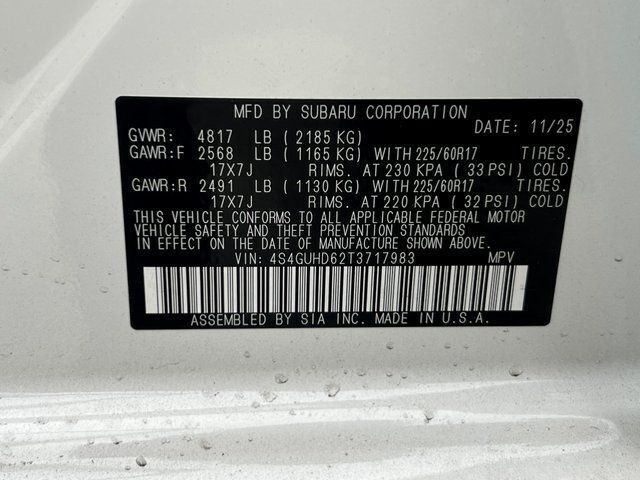 MFD BY SUBARU CORPORATION
DATE: 11/25
GVWR: 4817 LB ( 2185 KG)
GAWR:F 2568 LB ( 1165 KG) WITH 225/60R17 TIRES.
17X7J RIMS. AT 230 KPA ( 33 PSI) COLD
GAWR:R 2491 LB ( 1130 KG) WITH 225/60R17 TIRES.
17X7J RIMS. AT 220 KPA ( 32 PSI) COLD
THIS VEHICLE CONFORMS TO ALL APPLICABLE FEDERAL MOTOR
VEHICLE SAFETY AND THEFT PREVENTION STANDARDS
IN EFFECT ON THE DATE OF MANUFACTURE SHOWN ABOVE.
VIN: 4S4GUHD62T3717983 MPV
ASSEMBLED BY SIA INC. MADE IN U.S.A.